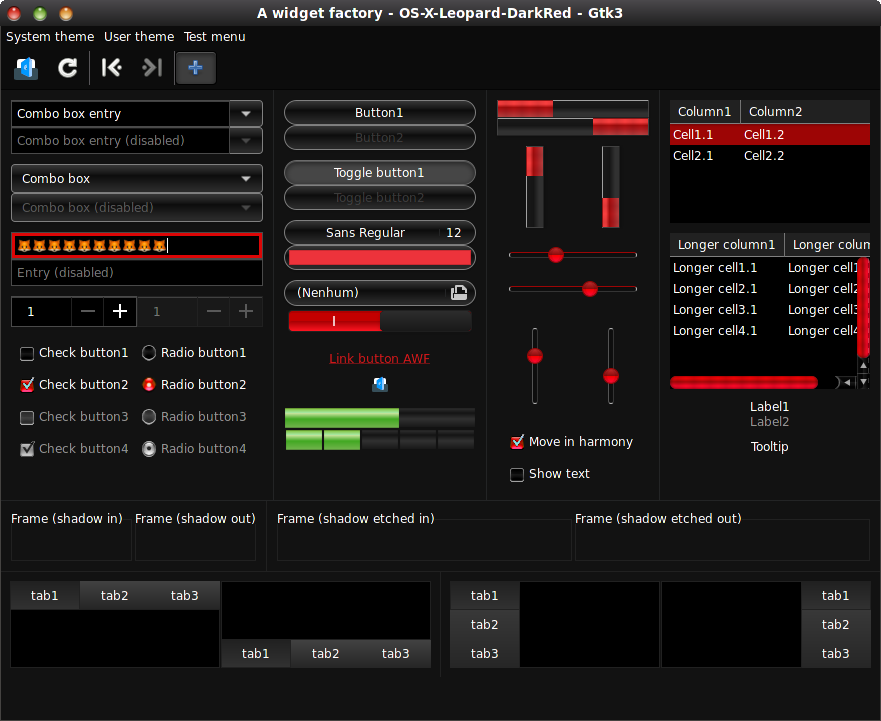 A widget factory - OS-X-Leopard-DarkRed - Gtk3
System theme User theme Test menu
Combo box entry
Combo box entry (disabled)
Combo box
Combo box (disabled)
🦊🦊🦊🦊🦊🦊🦊🦊🦊🦊
Entry (disabled)
1 1
Check button1 Radio button1
Check button2 Radio button2
Check button3 Radio button3
Check button4 Radio button4
Button1
Button2
Toggle button1
Toggle button2
Sans Regular 12
(Nenhum)
Link button AWF
Move in harmony
Show text
Column1 Column2
Cell1.1 Cell1.2
Cell2.1 Cell2.2
Longer column1 Longer colum
Longer cell1.1 Longer cell1
Longer cell2.1 Longer cell2
Longer cell3.1 Longer cell3
Longer cell4.1 Longer cell4
Label1
Label2
Tooltip
Frame (shadow in) Frame (shadow out) Frame (shadow etched in) Frame (shadow etched out)
tab1 tab2 tab3
tab1 tab2 tab3
tab1
tab2
tab3
tab1
tab2
tab3